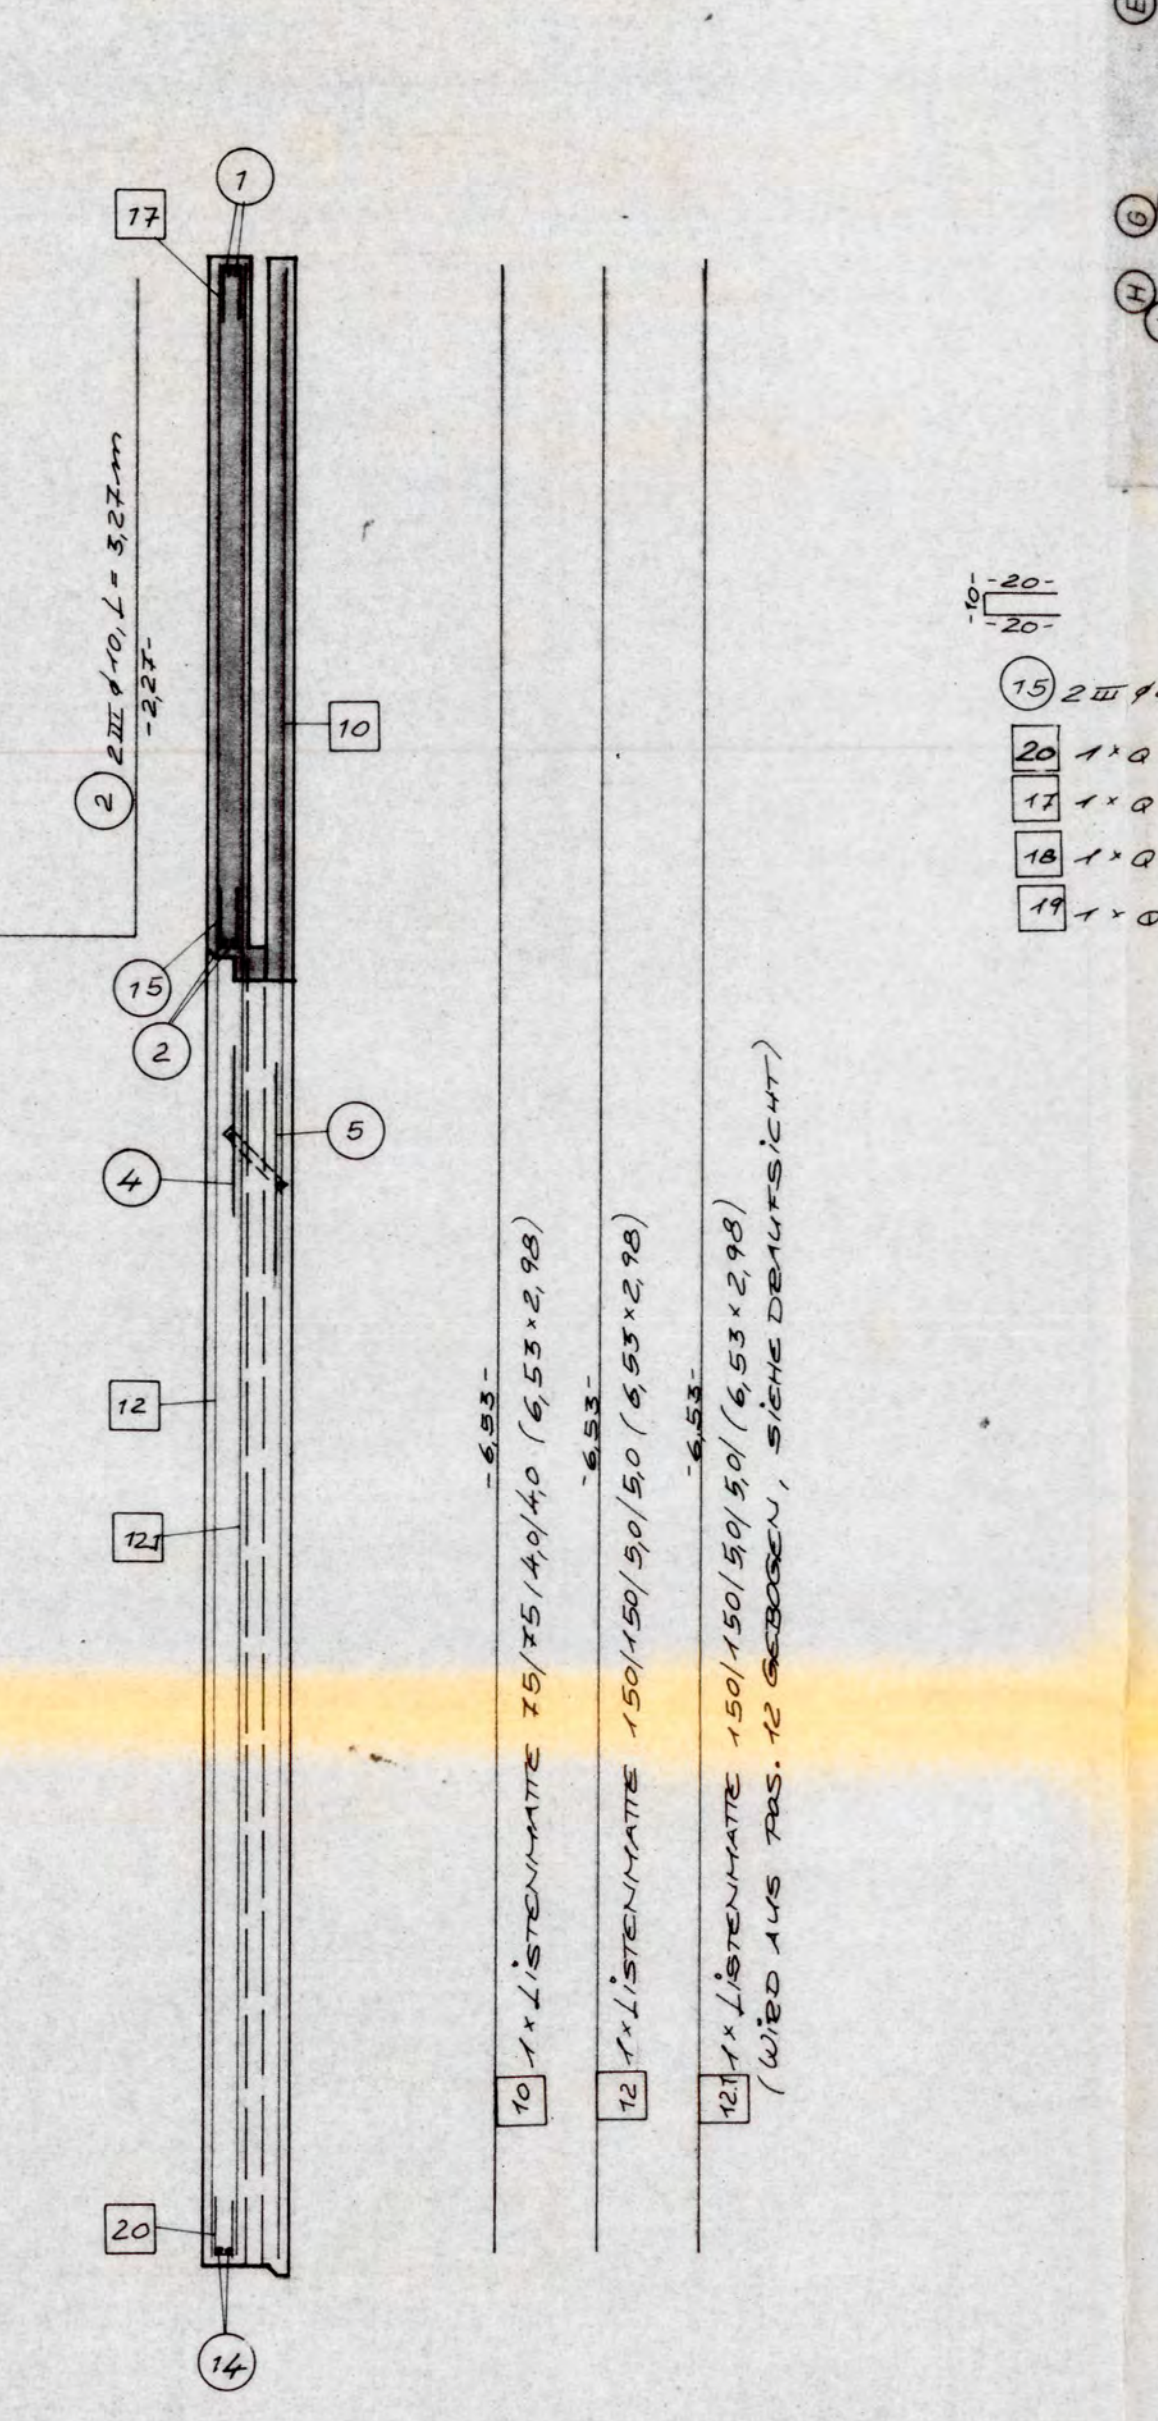 1
17
2 2III ø 10, L = 3,27m
-2,27-
10
15
2
5
4
12
12.1
20
14
-6,53-
10 1 x LISTENMATTE 75/75/4,0/4,0 (6,53 x 2,98)
-6,53-
12 1 x LISTENMATTE 150/150/5,0/5,0 (6,53 x 2,98)
-6,53-
12.1 1 x LISTENMATTE 150/150/5,0/5,0/ (6,53 x 2,98)
(WIRD AUS POS. 12 GEBOGEN, SIEHE DRAUFSICHT)
E
G
H
-20-
-10-
-20-
15 2III ø
20 1 x Q
17 1 x Q
18 1 x Q
19 1 x Q